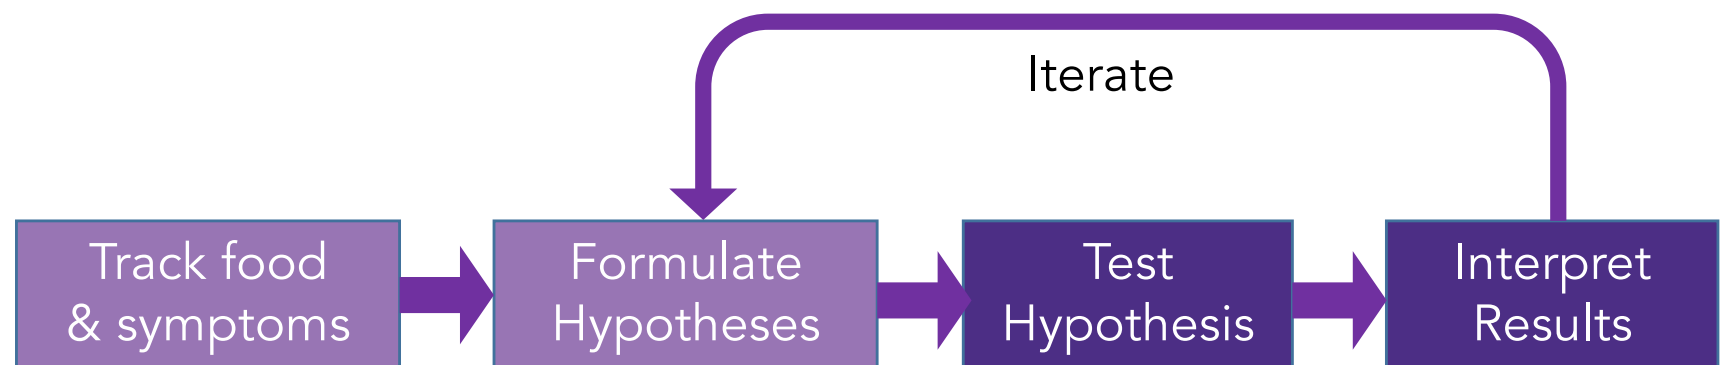 Iterate
Track food
& symptoms
Formulate
Hypotheses
Test
Hypothesis
Interpret
Results